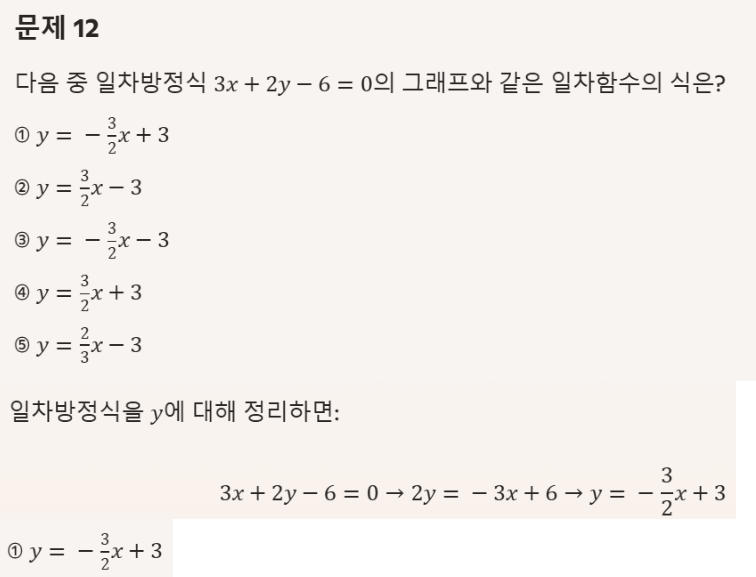 문제 12
다음 중 일차방정식 3x + 2y − 6 = 0의 그래프와 같은 일차함수의 식은?
① y = −3/2x + 3
② y = 3/2x − 3
③ y = −3/2x − 3
④ y = 3/2x + 3
⑤ y = 2/3x − 3
일차방정식을 y에 대해 정리하면:
3x + 2y − 6 = 0 → 2y = −3x + 6 → y = −3/2x + 3
① y = −3/2x + 3